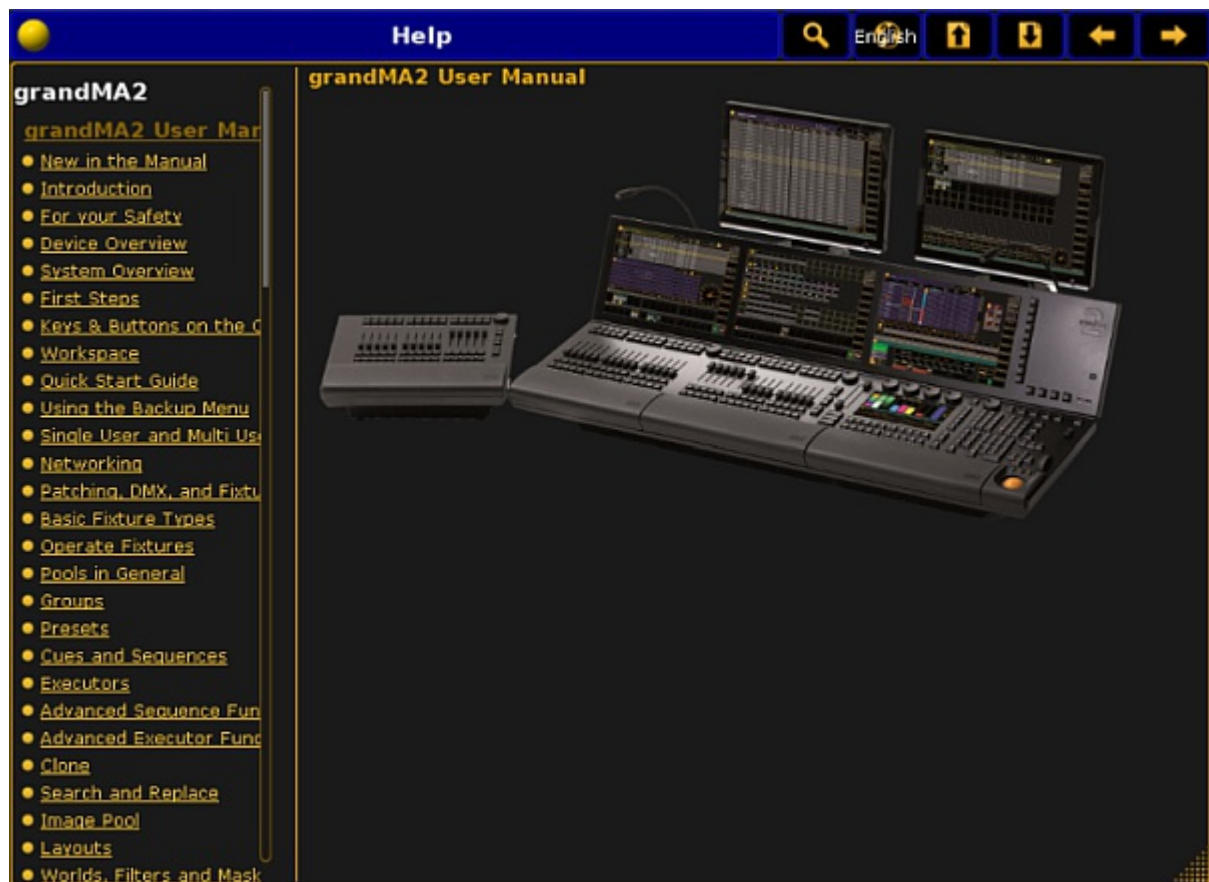 Help
English
grandMA2
grandMA2 User Mar
New in the Manual
Introduction
For your Safety
Device Overview
System Overview
First Steps
Keys & Buttons on the C
Workspace
Quick Start Guide
Using the Backup Menu
Single User and Multi Use
Networking
Patching, DMX, and Fixtu
Basic Fixture Types
Operate Fixtures
Pools in General
Groups
Presets
Cues and Sequences
Executors
Advanced Sequence Fun
Advanced Executor Func
Clone
Search and Replace
Image Pool
Layouts
Worlds, Filters and Mask
grandMA2 User Manual